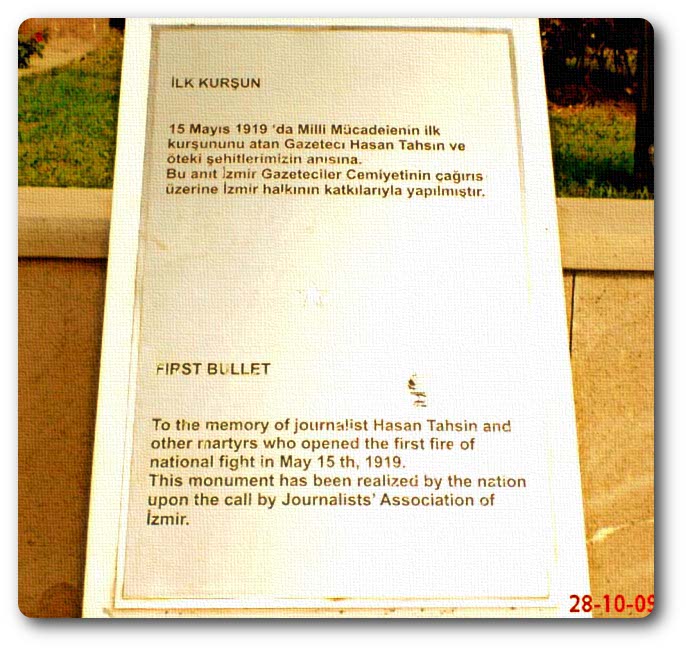 İLK KURŞUN
15 Mayıs 1919 'da Milli Mücadelenin ilk
kurşununu atan Gazeteci Hasan Tahsin ve
öteki şehitlerimizin anısına.
Bu anıt İzmir Gazeteciler Cemiyetinin çağırıs
üzerine İzmir halkının katkılarıyla yapılmıştır.
FIRST BULLET
To the memory of journalist Hasan Tahsin and
other martyrs who opened the first fire of
national fight in May 15 th, 1919.
This monument has been realized by the nation
upon the call by Journalists' Association of
İzmir.
28-10-09